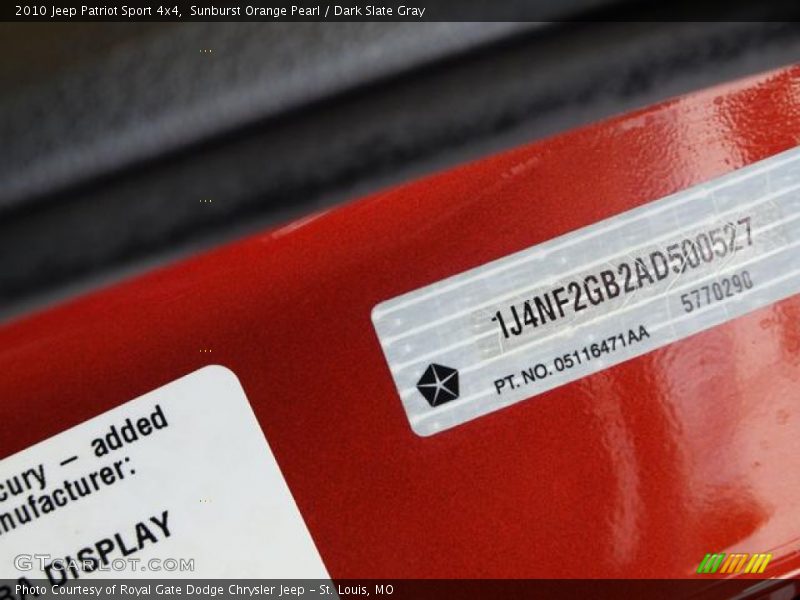 2010 Jeep Patriot Sport 4x4, Sunburst Orange Pearl / Dark Slate Gray
1J4NF2GB2AD500527
5770290
PT. NO. 05116471AA
cury – added
nufacturer:
BA DISPLAY
GTCARLOT.COM
Photo Courtesy of Royal Gate Dodge Chrysler Jeep - St. Louis, MO